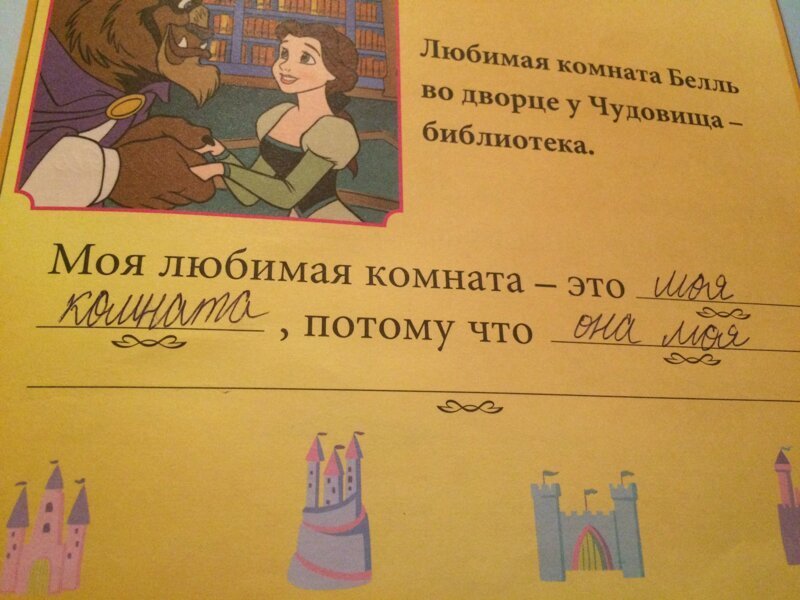 Любимая комната Белль
во дворце у Чудовища –
библиотека.
Моя любимая комната – это моя
комната, потому что она моя